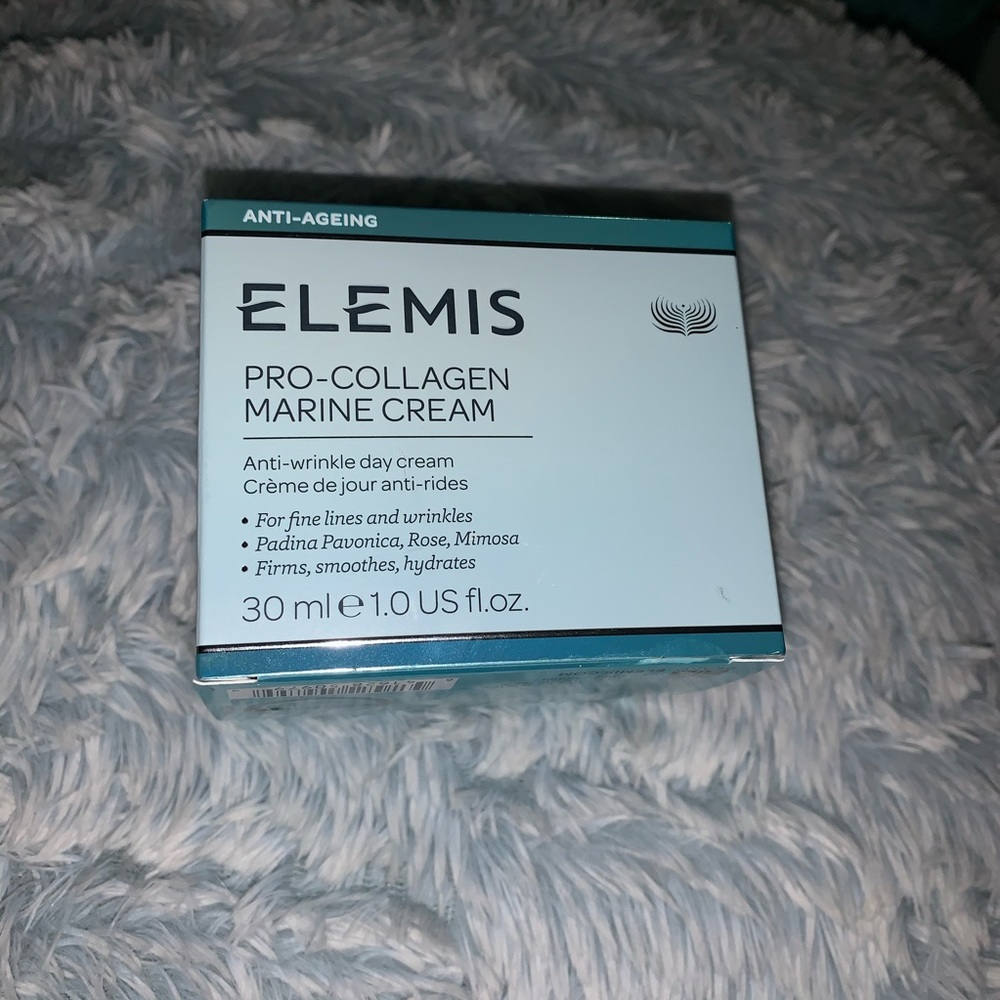 ANTI-AGEING
ELEMIS
PRO-COLLAGEN
MARINE CREAM
Anti-wrinkle day cream
Crème de jour anti-rides
• For fine lines and wrinkles
• Padina Pavonica, Rose, Mimosa
• Firms, smoothes, hydrates
30 ml ℮ 1.0 US fl.oz.